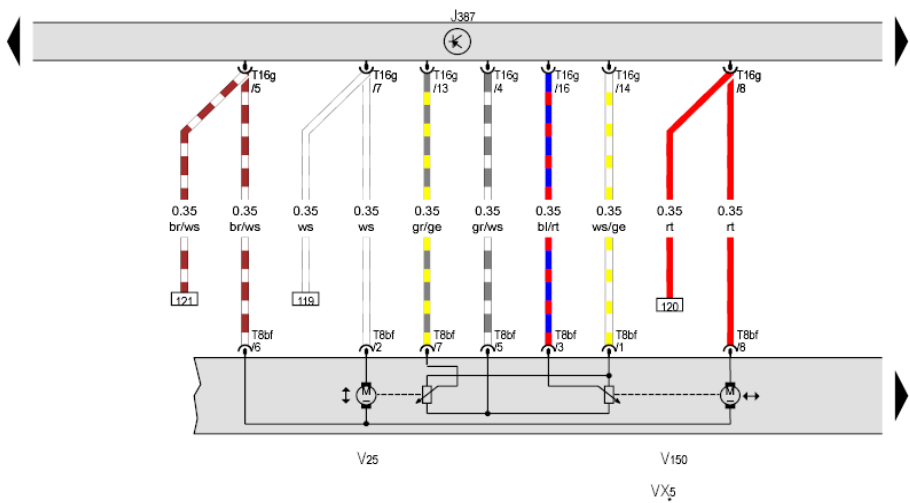 J387
T16g T16g T16g T16g T16g T16g T16g
/5 /7 /13 /4 /16 /14 /8
0.35 0.35 0.35 0.35 0.35 0.35 0.35 0.35 0.35 0.35
br/ws br/ws ws ws gr/ge gr/ws bl/rt ws/ge rt rt
121 119 120
T8bf T8bf T8bf T8bf T8bf T8bf T8bf
/6 /2 /7 /5 /3 /1 /8
M M
V25 V150
VX5